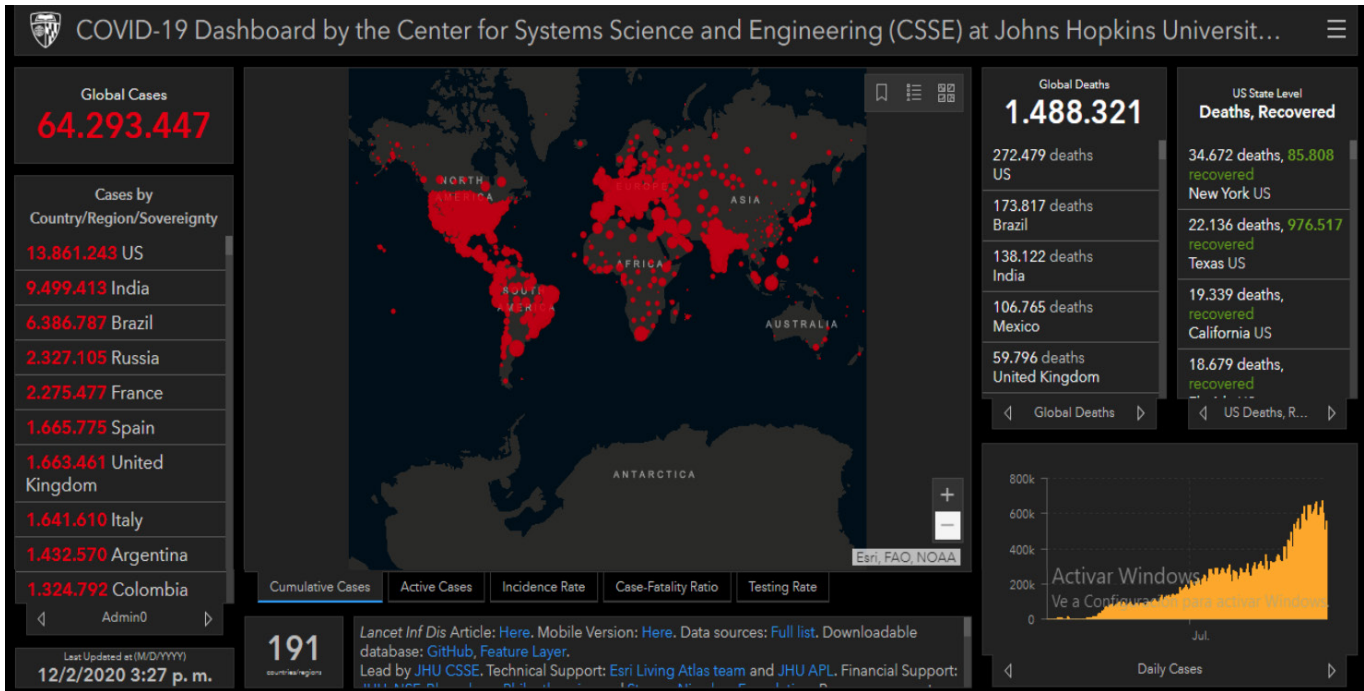 COVID-19 Dashboard by the Center for Systems Science and Engineering (CSSE) at Johns Hopkins Universit...
Global Cases
64.293.447
Cases by
Country/Region/Sovereignty
13.861.243 US
9.499.413 India
6.386.787 Brazil
2.327.105 Russia
2.275.477 France
1.665.775 Spain
1.663.461 United
Kingdom
1.641.610 Italy
1.432.570 Argentina
1.324.792 Colombia
Admin0
Last Updated at (M/D/YYYY)
12/2/2020 3:27 p. m.
NORTH
AMERICA
EUROPE
ASIA
AFRICA
SOUTH
AMERICA
AUSTRALIA
ANTARCTICA
+
−
Esri, FAO, NOAA
Cumulative Cases
Active Cases
Incidence Rate
Case-Fatality Ratio
Testing Rate
191
countries/regions
Lancet Inf Dis Article: Here. Mobile Version: Here. Data sources: Full list. Downloadable
database: GitHub, Feature Layer.
Lead by JHU CSSE. Technical Support: Esri Living Atlas team and JHU APL. Financial Support:
Global Deaths
1.488.321
272.479 deaths
US
173.817 deaths
Brazil
138.122 deaths
India
106.765 deaths
Mexico
59.796 deaths
United Kingdom
Global Deaths
US State Level
Deaths, Recovered
34.672 deaths, 85.808
recovered
New York US
22.136 deaths, 976.517
recovered
Texas US
19.339 deaths,
recovered
California US
18.679 deaths,
recovered
US Deaths, R...
800k
600k
400k
200k
0
Jul.
Activar Windows
Ve a Configuración para activar Windows.
Daily Cases